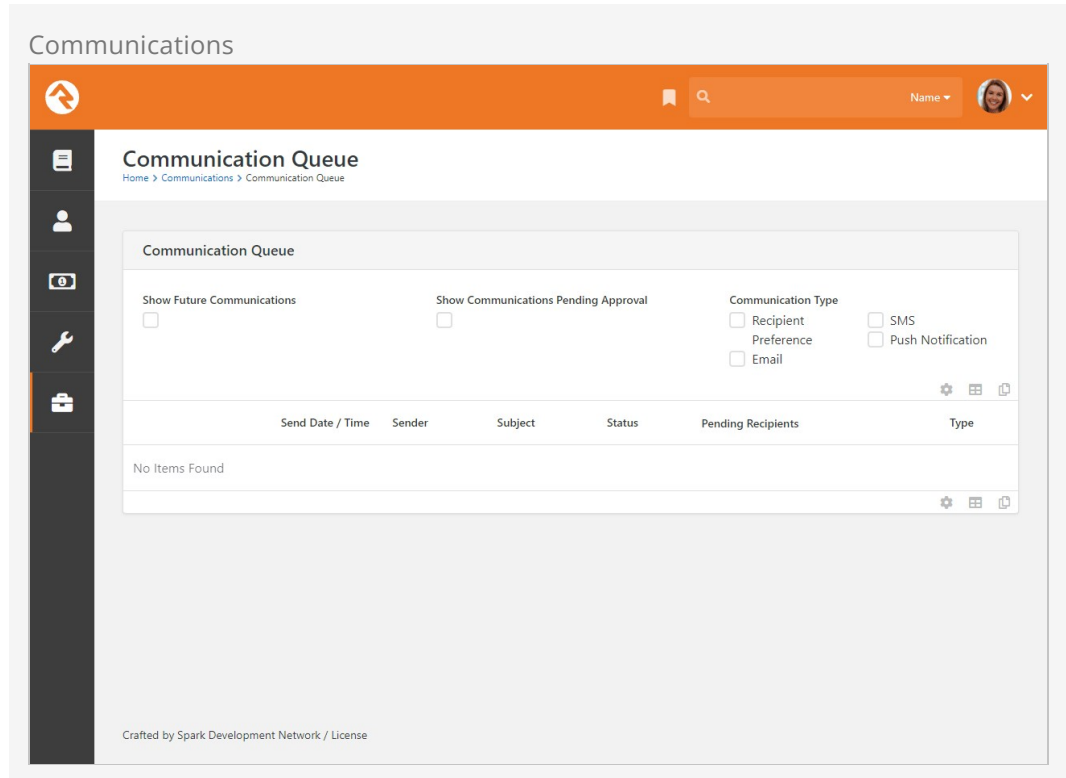 Communications
Name
Communication Queue
Home > Communications > Communication Queue
Communication Queue
Show Future Communications
Show Communications Pending Approval
Communication Type
Recipient
Preference
Email
SMS
Push Notification
Send Date / Time Sender Subject Status Pending Recipients Type
No Items Found
Crafted by Spark Development Network / License